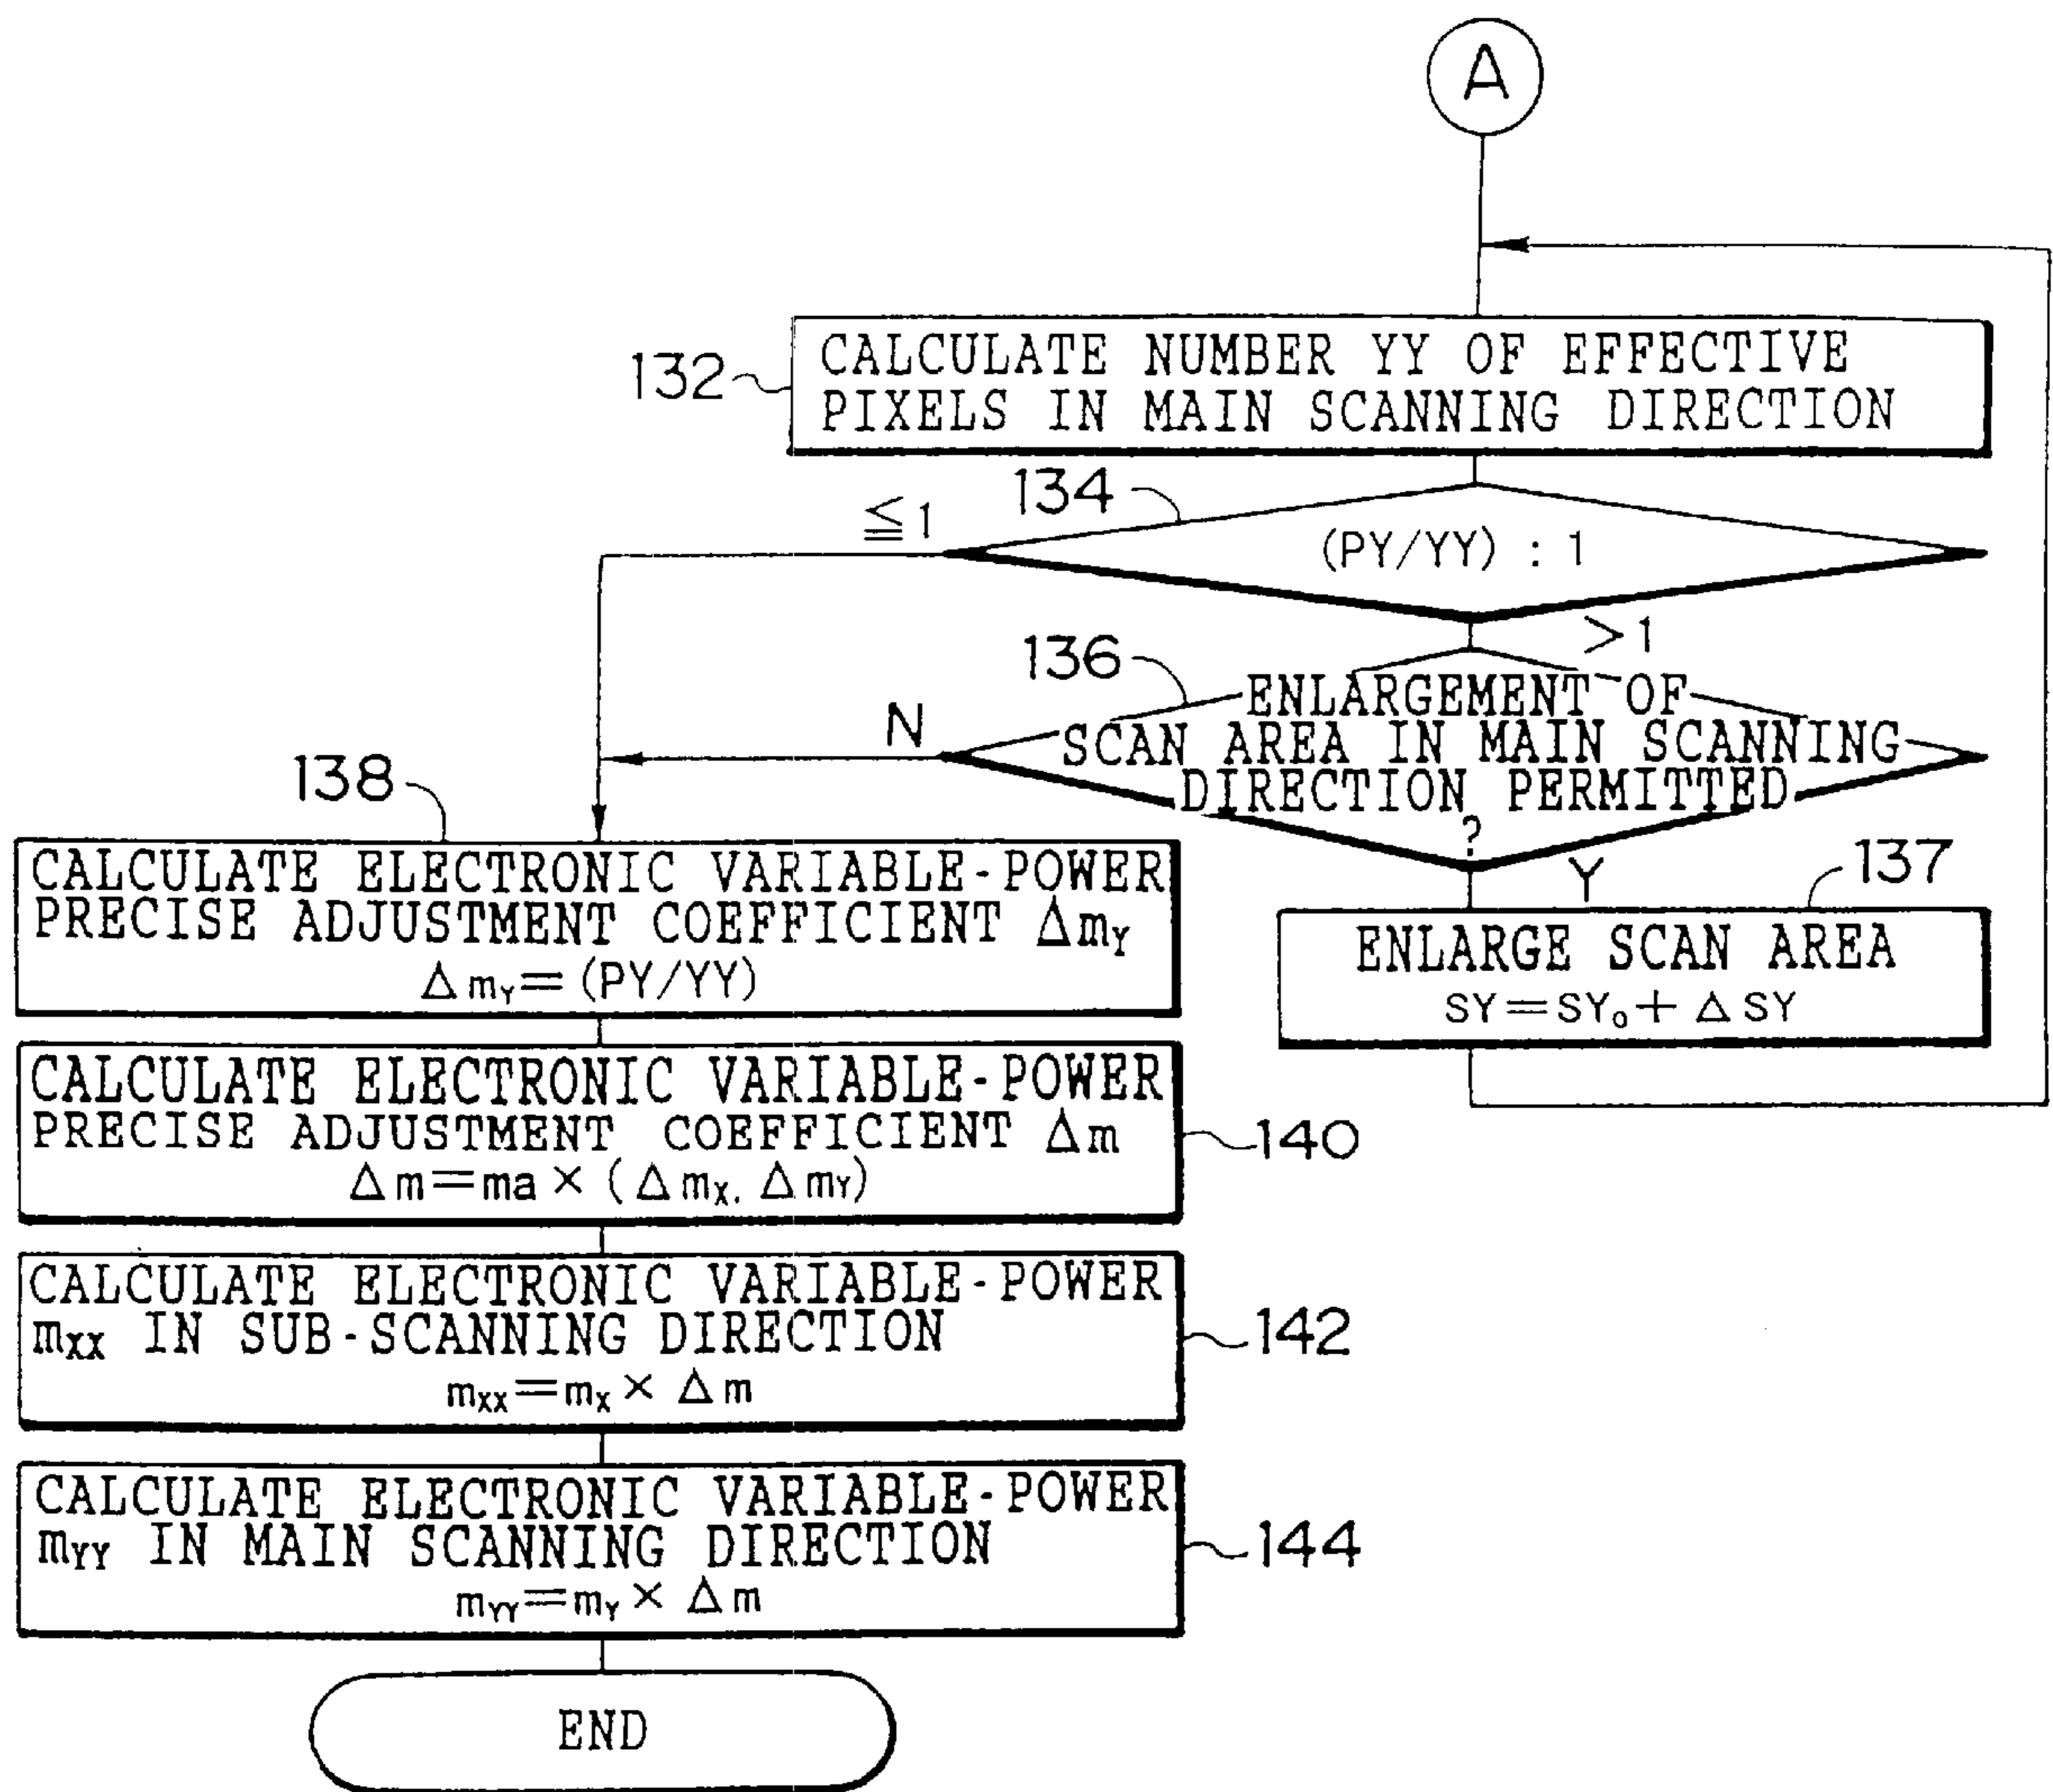 A
132
CALCULATE NUMBER YY OF EFFECTIVE
PIXELS IN MAIN SCANNING DIRECTION
134
≦1
(PY/YY) : 1
>1
136
ENLARGEMENT OF
SCAN AREA IN MAIN SCANNING
DIRECTION PERMITTED
?
N
Y
137
ENLARGE SCAN AREA
SY=SY₀+ΔSY
138
CALCULATE ELECTRONIC VARIABLE-POWER
PRECISE ADJUSTMENT COEFFICIENT Δm_Y
Δm_Y=(PY/YY)
CALCULATE ELECTRONIC VARIABLE-POWER
PRECISE ADJUSTMENT COEFFICIENT Δm
Δm=ma×(Δm_X. Δm_Y)
140
CALCULATE ELECTRONIC VARIABLE-POWER
m_XX IN SUB-SCANNING DIRECTION
m_XX=m_X×Δm
142
CALCULATE ELECTRONIC VARIABLE-POWER
m_YY IN MAIN SCANNING DIRECTION
m_YY=m_Y×Δm
144
END